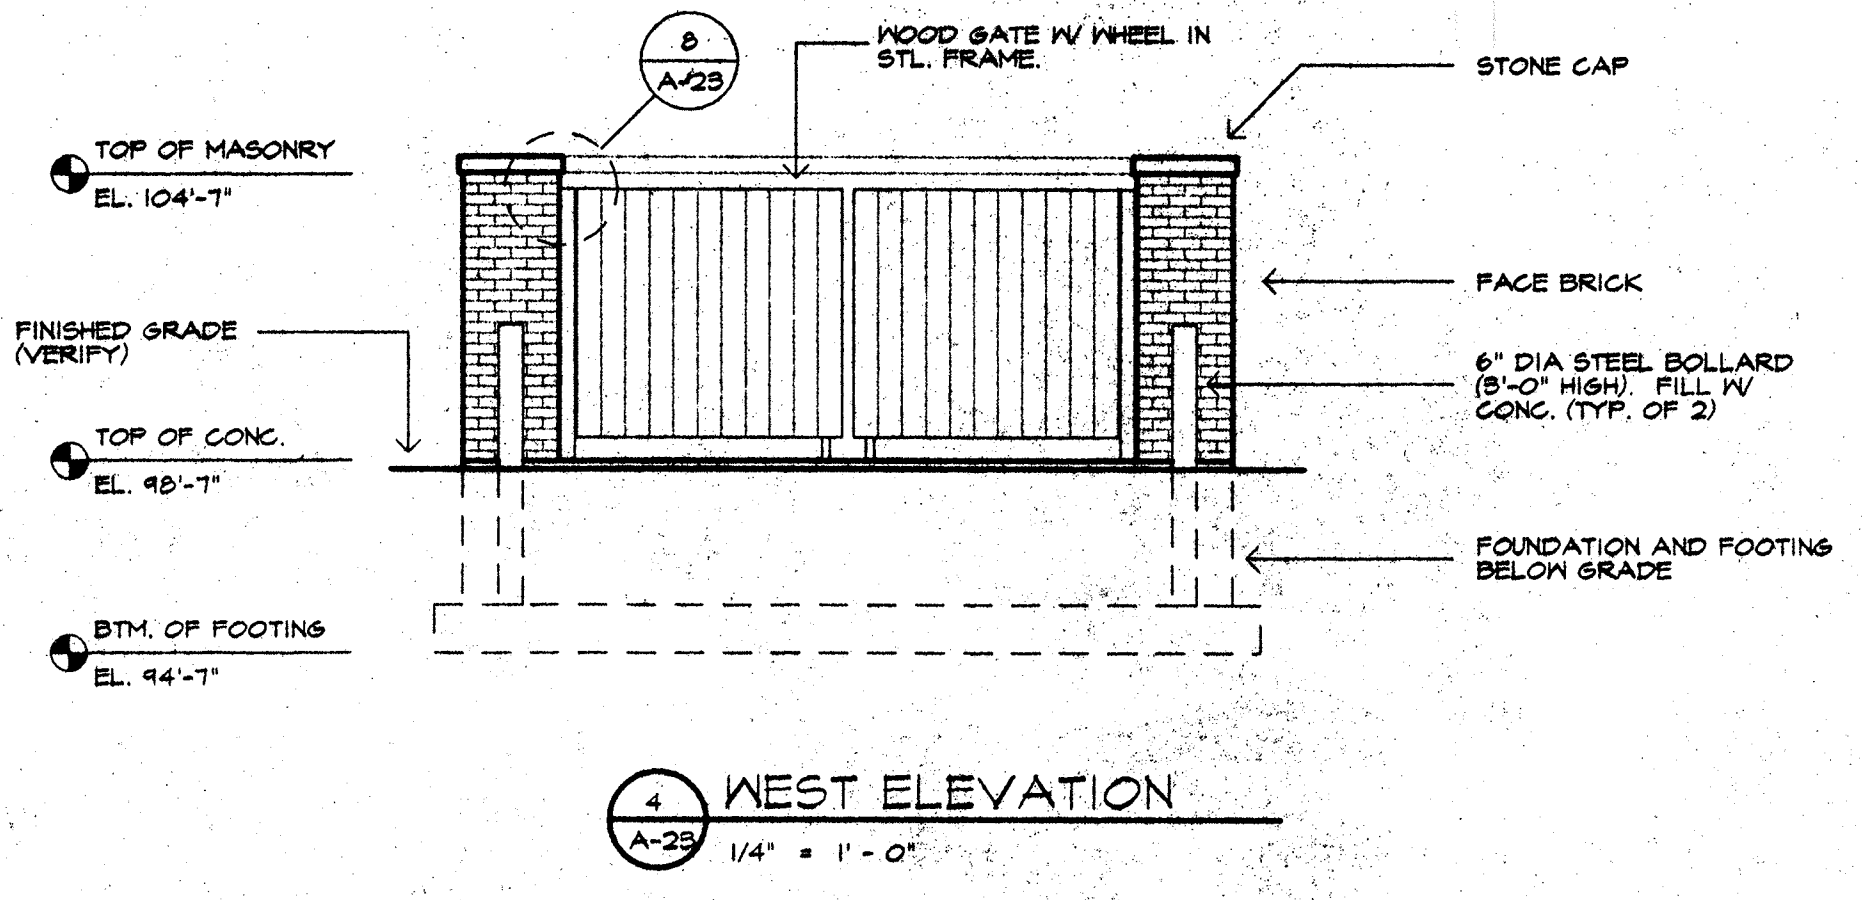 8
A-23
WOOD GATE W/ WHEEL IN
STL. FRAME.
STONE CAP
TOP OF MASONRY
EL. 104'-7"
FACE BRICK
FINISHED GRADE
(VERIFY)
6" DIA STEEL BOLLARD
(3'-0" HIGH). FILL W/
CONC. (TYP. OF 2)
TOP OF CONC.
EL. 98'-7"
FOUNDATION AND FOOTING
BELOW GRADE
BTM. OF FOOTING
EL. 94'-7"
4
A-23
WEST ELEVATION
1/4" = 1' - 0"